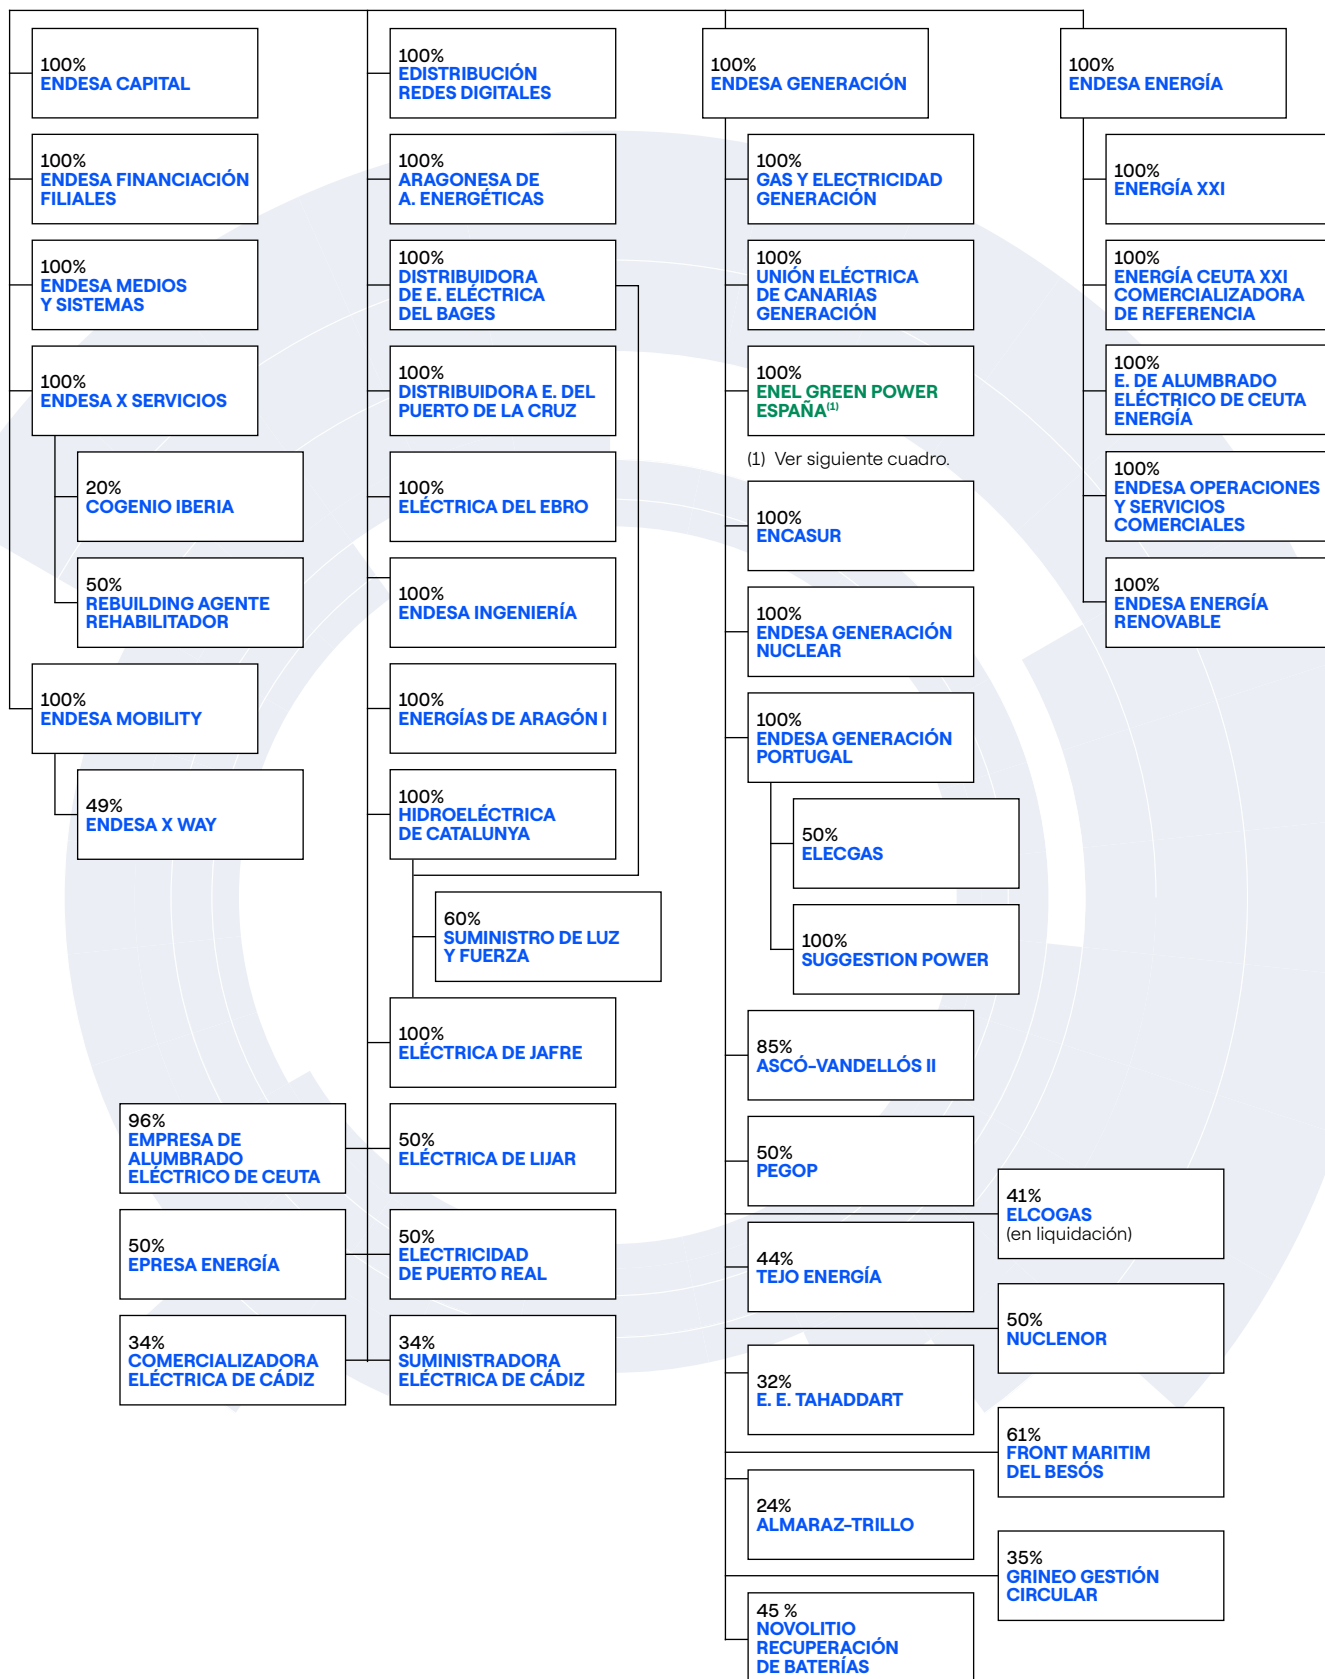 100%
ENDESA CAPITAL
100%
ENDESA FINANCIACIÓN
FILIALES
100%
ENDESA MEDIOS
Y SISTEMAS
100%
ENDESA X SERVICIOS
20%
COGENIO IBERIA
50%
REBUILDING AGENTE
REHABILITADOR
100%
ENDESA MOBILITY
49%
ENDESA X WAY
100%
EDISTRIBUCIÓN
REDES DIGITALES
100%
ARAGONESA DE
A. ENERGÉTICAS
100%
DISTRIBUIDORA
DE E. ELÉCTRICA
DEL BAGES
100%
DISTRIBUIDORA E. DEL
PUERTO DE LA CRUZ
100%
ELÉCTRICA DEL EBRO
100%
ENDESA INGENIERÍA
100%
ENERGÍAS DE ARAGÓN I
100%
HIDROELÉCTRICA
DE CATALUNYA
60%
SUMINISTRO DE LUZ
Y FUERZA
100%
ELÉCTRICA DE JAFRE
96%
EMPRESA DE
ALUMBRADO
ELÉCTRICO DE CEUTA
50%
ELÉCTRICA DE LIJAR
50%
EPRESA ENERGÍA
50%
ELECTRICIDAD
DE PUERTO REAL
34%
COMERCIALIZADORA
ELÉCTRICA DE CÁDIZ
34%
SUMINISTRADORA
ELÉCTRICA DE CÁDIZ
100%
ENDESA GENERACIÓN
100%
GAS Y ELECTRICIDAD
GENERACIÓN
100%
UNIÓN ELÉCTRICA
DE CANARIAS
GENERACIÓN
100%
ENEL GREEN POWER
ESPAÑA(1)
(1) Ver siguiente cuadro.
100%
ENCASUR
100%
ENDESA GENERACIÓN
NUCLEAR
100%
ENDESA GENERACIÓN
PORTUGAL
50%
ELECGAS
100%
SUGGESTION POWER
85%
ASCÓ-VANDELLÓS II
50%
PEGOP
41%
ELCOGAS
(en liquidación)
44%
TEJO ENERGÍA
50%
NUCLENOR
32%
E. E. TAHADDART
61%
FRONT MARITIM
DEL BESÓS
24%
ALMARAZ-TRILLO
35%
GRINEO GESTIÓN
CIRCULAR
45 %
NOVOLITIO
RECUPERACIÓN
DE BATERÍAS
100%
ENDESA ENERGÍA
100%
ENERGÍA XXI
100%
ENERGÍA CEUTA XXI
COMERCIALIZADORA
DE REFERENCIA
100%
E. DE ALUMBRADO
ELÉCTRICO DE CEUTA
ENERGÍA
100%
ENDESA OPERACIONES
Y SERVICIOS
COMERCIALES
100%
ENDESA ENERGÍA
RENOVABLE